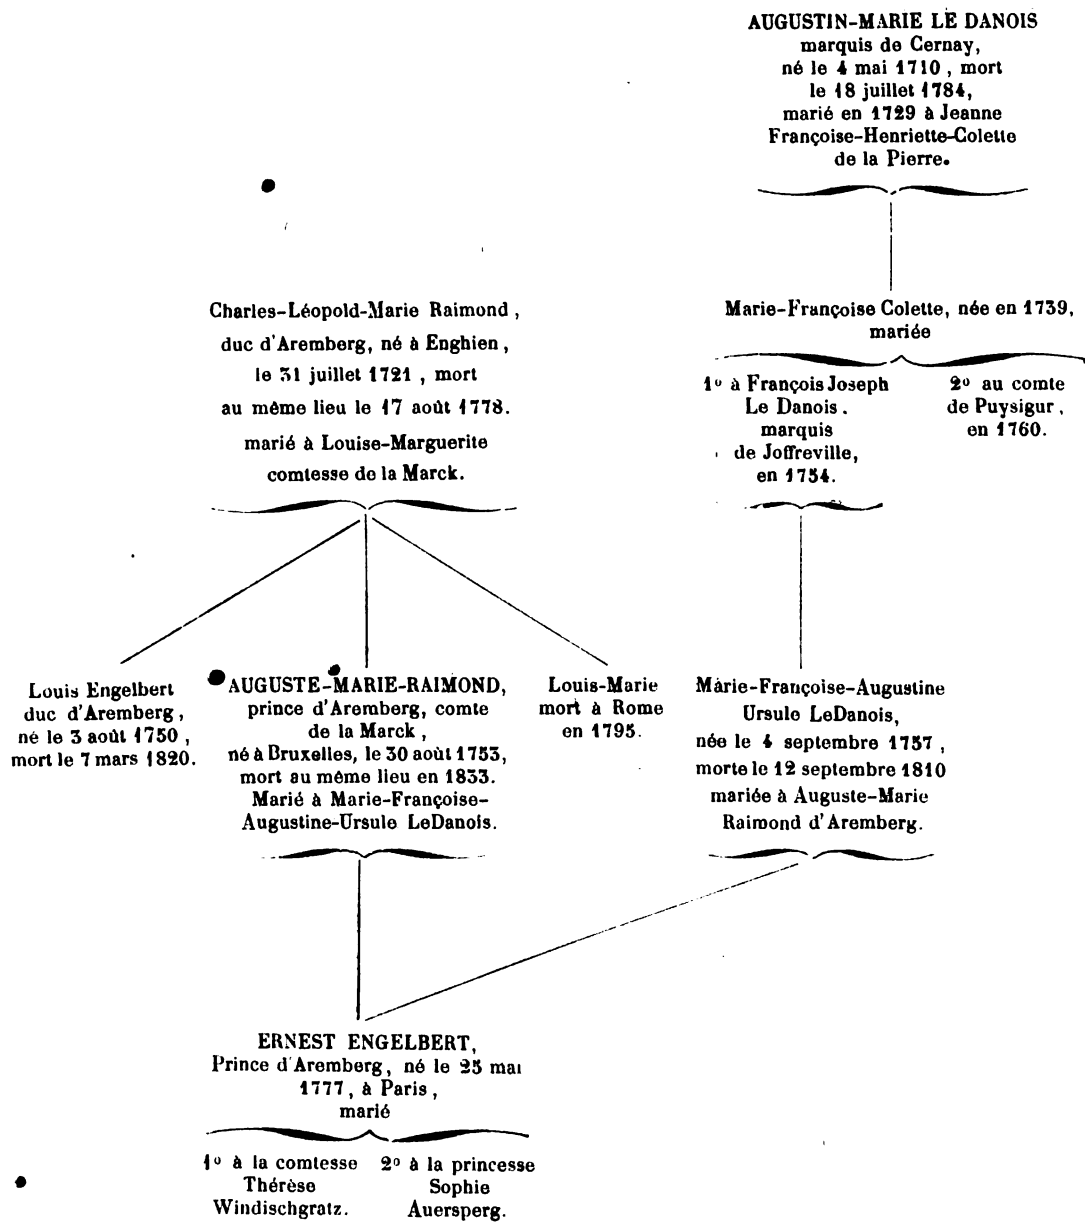 AUGUSTIN-MARIE LE DANOIS
marquis de Cernay,
né le 4 mai 1710, mort
le 18 juillet 1784,
marié en 1729 à Jeanne
Françoise-Henriette-Colette
de la Pierre.
Charles-Léopold-Marie Raimond,
duc d'Aremberg, né à Enghien,
le 31 juillet 1721, mort
au même lieu le 17 août 1778.
marié à Louise-Marguerite
comtesse de la Marck.
Marie-Françoise Colette, née en 1739,
mariée
1º à François Joseph
Le Danois.
marquis
de Joffreville,
en 1754.
2º au comte
de Puysigur,
en 1760.
Louis Engelbert
duc d'Aremberg,
né le 3 août 1750,
mort le 7 mars 1820.
AUGUSTE-MARIE-RAIMOND,
prince d'Aremberg, comte
de la Marck,
né à Bruxelles, le 30 août 1753,
mort au même lieu en 1833.
Marié à Marie-Françoise-
Augustine-Ursule LeDanois.
Louis-Marie
mort à Rome
en 1795.
Marie-Françoise-Augustine
Ursule LeDanois,
née le 4 septembre 1757,
morte le 12 septembre 1810
mariée à Auguste-Marie
Raimond d'Aremberg.
ERNEST ENGELBERT,
Prince d'Aremberg, né le 25 mai
1777, à Paris,
marié
1º à la comtesse
Thérèse
Windischgratz.
2º à la princesse
Sophie
Auersperg.